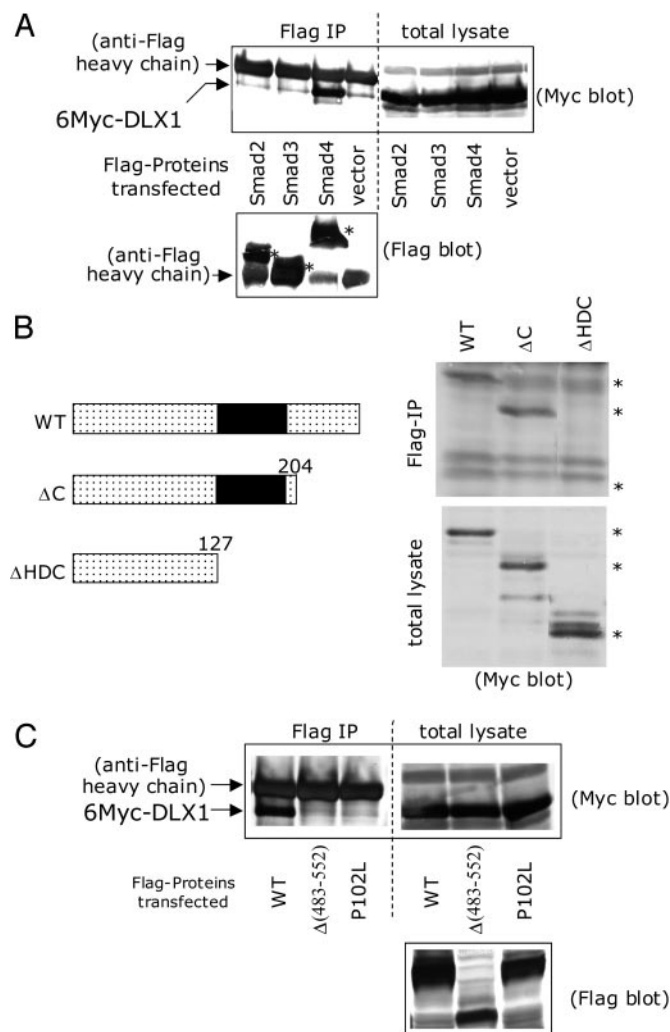 A
Flag IP total lysate
(anti-Flag
heavy chain)
6Myc-DLX1
(Myc blot)
Flag-Proteins
transfected
Smad2 Smad3 Smad4 vector Smad2 Smad3 Smad4 vector
* * *
(anti-Flag
heavy chain)
(Flag blot)
B
WT
204
ΔC
127
ΔHDC
WT ΔC ΔHDC
Flag-IP
*
*
*
total lysate
*
*
*
(Myc blot)
C
Flag IP total lysate
(anti-Flag
heavy chain)
6Myc-DLX1
(Myc blot)
Flag-Proteins
transfected
WT Δ(483-552) P102L WT Δ(483-552) P102L
(Flag blot)